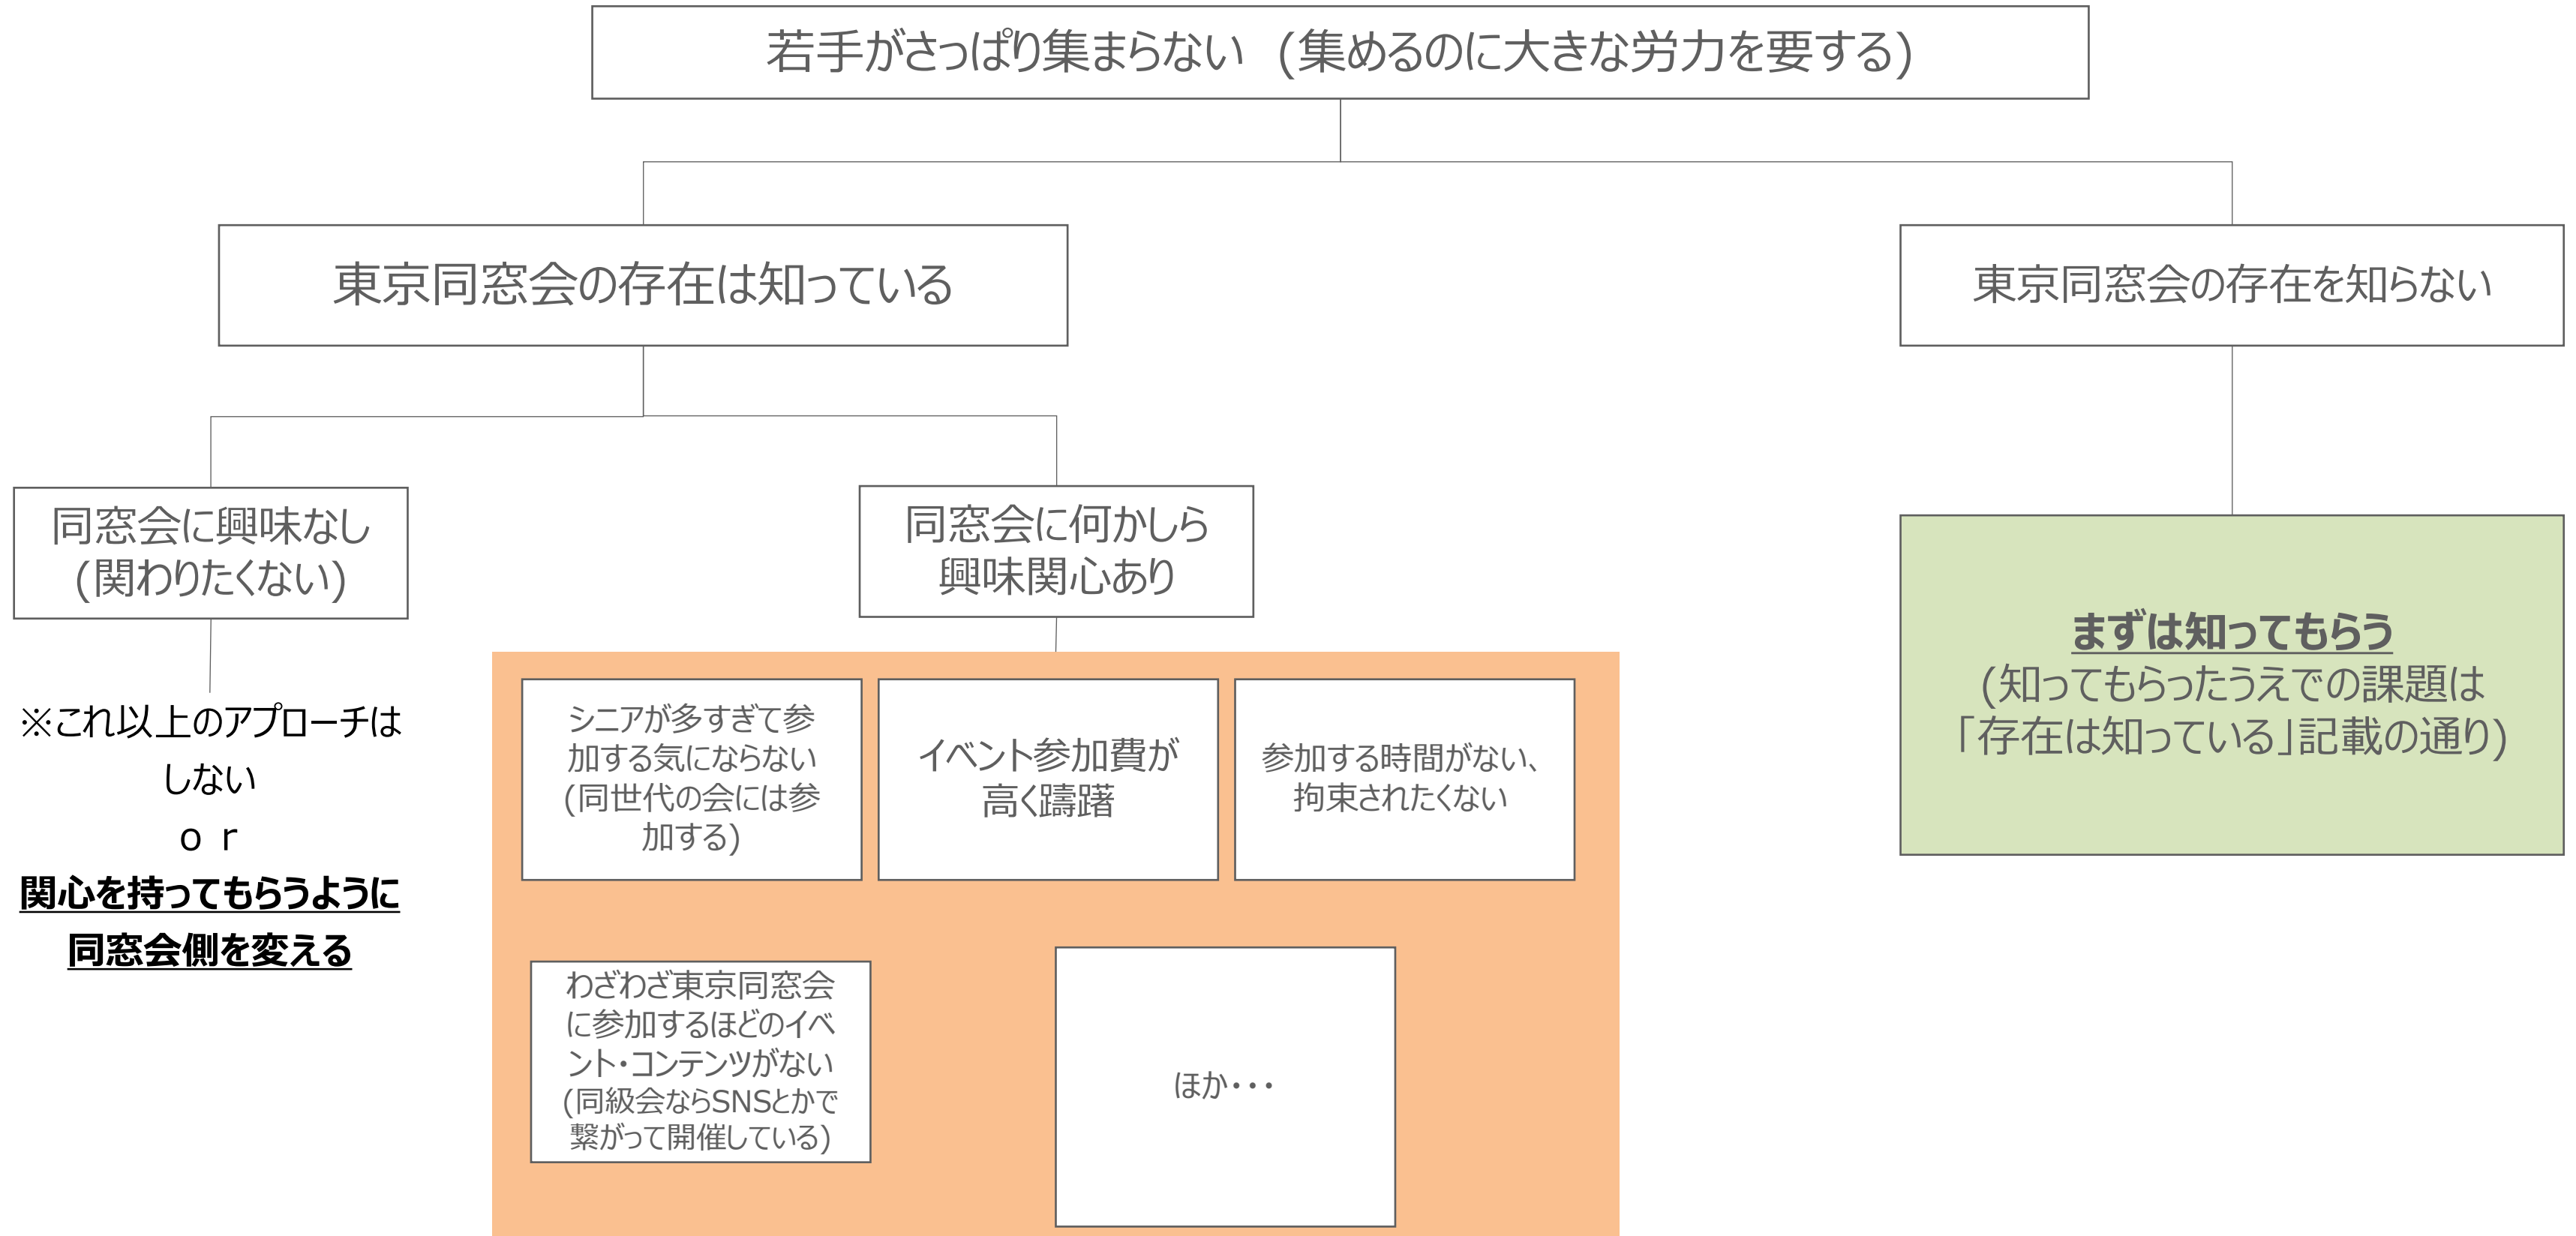 若手がさっぱり集まらない (集めるのに大きな労力を要する)
東京同窓会の存在は知っている
東京同窓会の存在を知らない
同窓会に興味なし
(関わりたくない)
同窓会に何かしら
興味関心あり
※これ以上のアプローチは
しない
ｏｒ
関心を持ってもらうように
同窓会側を変える
シニアが多すぎて参
加する気にならない
(同世代の会には参
加する)
イベント参加費が
高く躊躇
参加する時間がない、
拘束されたくない
わざわざ東京同窓会
に参加するほどのイベ
ント・コンテンツがない
(同級会ならSNSとかで
繋がって開催している)
ほか・・・
まずは知ってもらう
(知ってもらったうえでの課題は
「存在は知っている」記載の通り)